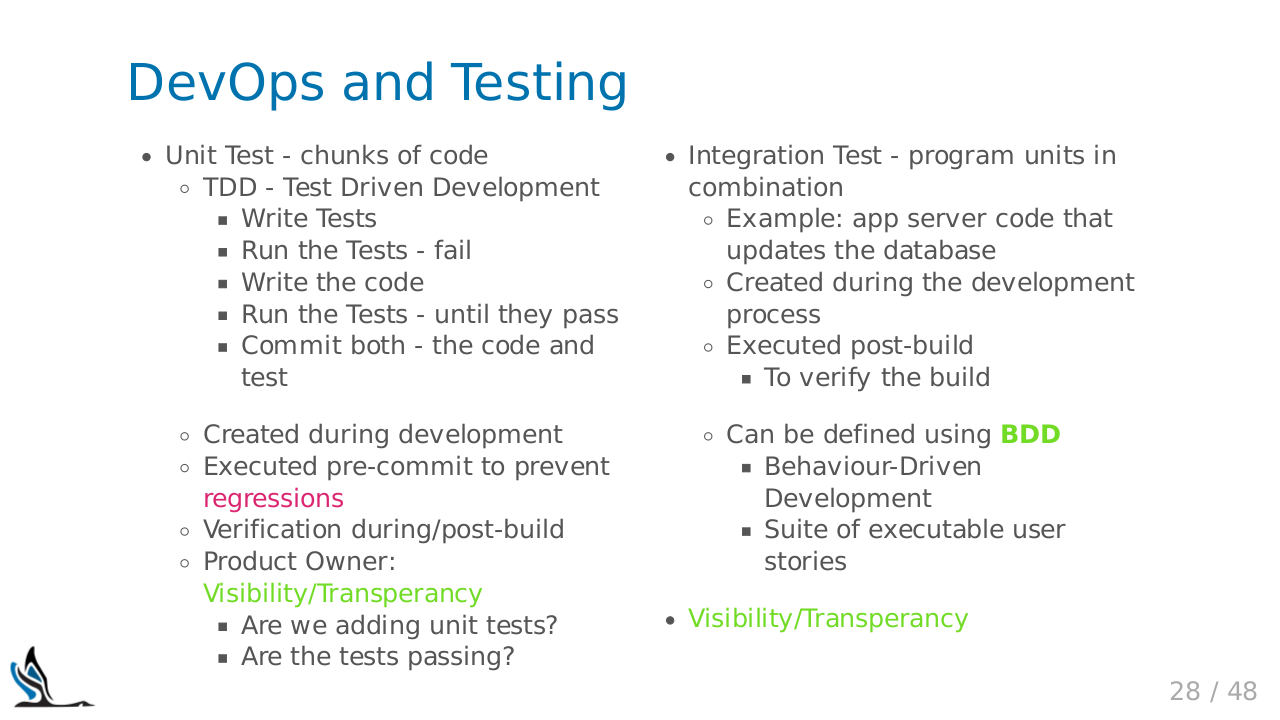 DevOps and Testing
Unit Test - chunks of code
TDD - Test Driven Development
Write Tests
Run the Tests - fail
Write the code
Run the Tests - until they pass
Commit both - the code and
test
Created during development
Executed pre-commit to prevent
regressions
Verification during/post-build
Product Owner:
Visibility/Transperancy
Are we adding unit tests?
Are the tests passing?
Integration Test - program units in
combination
Example: app server code that
updates the database
Created during the development
process
Executed post-build
To verify the build
Can be defined using BDD
Behaviour-Driven
Development
Suite of executable user
stories
Visibility/Transperancy
28 / 48